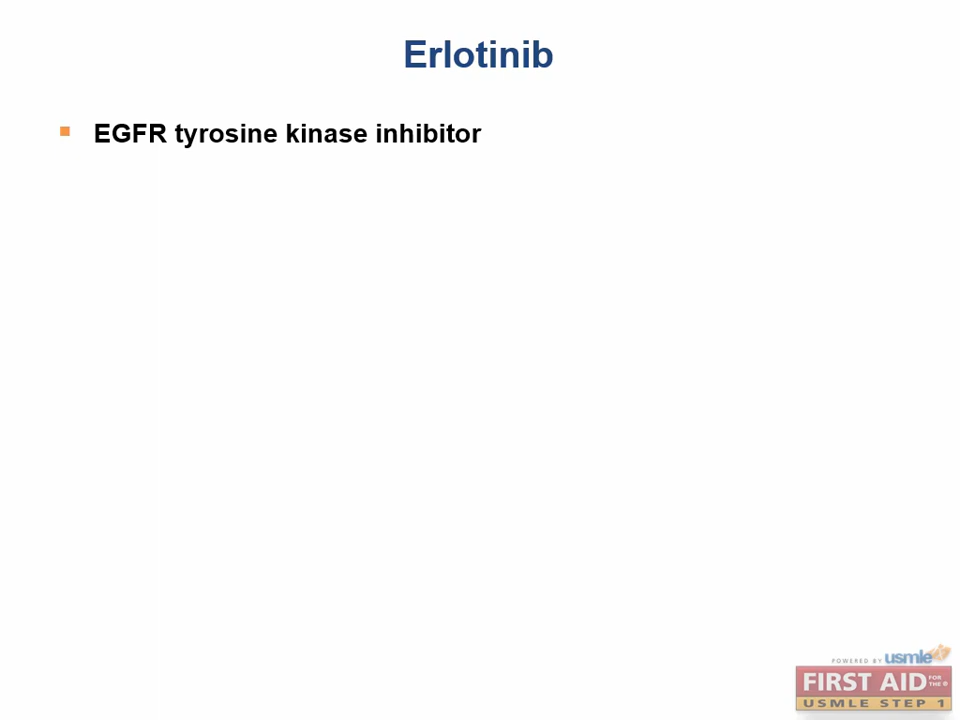 Erlotinib
EGFR tyrosine kinase inhibitor
POWERED BY usmle
FIRST AID FOR THE ®
USMLE STEP 1